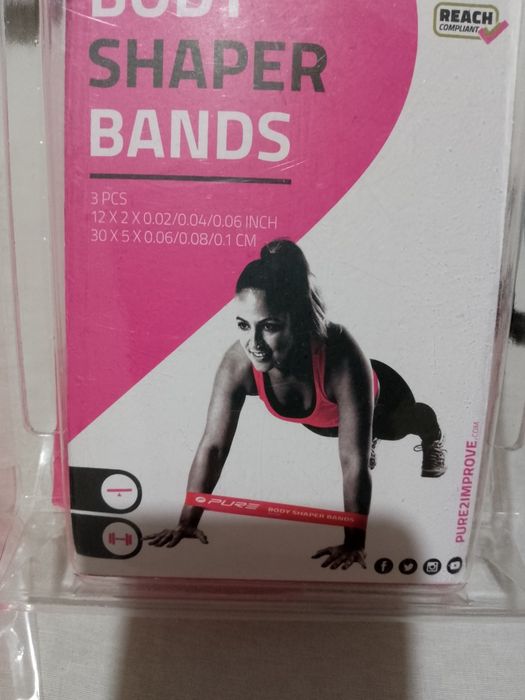 BODY
SHAPER
BANDS
REACH
COMPLIANT
3 PCS
12 X 2 X 0.02/0.04/0.06 INCH
30 X 5 X 0.06/0.08/0.1 CM
PURE BODY SHAPER BANDS
PURE2IMPROVE.COM